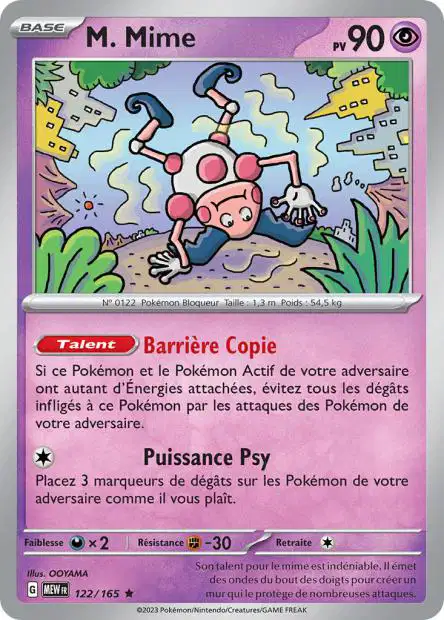 BASE
M. Mime
PV 90
N° 0122 Pokémon Bloqueur Taille : 1,3 m Poids : 54,5 kg
Talent Barrière Copie
Si ce Pokémon et le Pokémon Actif de votre adversaire
ont autant d'Énergies attachées, évitez tous les dégâts
infligés à ce Pokémon par les attaques des Pokémon de
votre adversaire.
Puissance Psy
Placez 3 marqueurs de dégâts sur les Pokémon de votre
adversaire comme il vous plaît.
Faiblesse ×2 Résistance -30 Retraite
Illus. OOYAMA
G MEW FR 122/165 ★
Son talent pour le mime est indéniable. Il émet
des ondes du bout des doigts pour créer un
mur qui le protège de nombreuses attaques.
©2023 Pokémon/Nintendo/Creatures/GAME FREAK